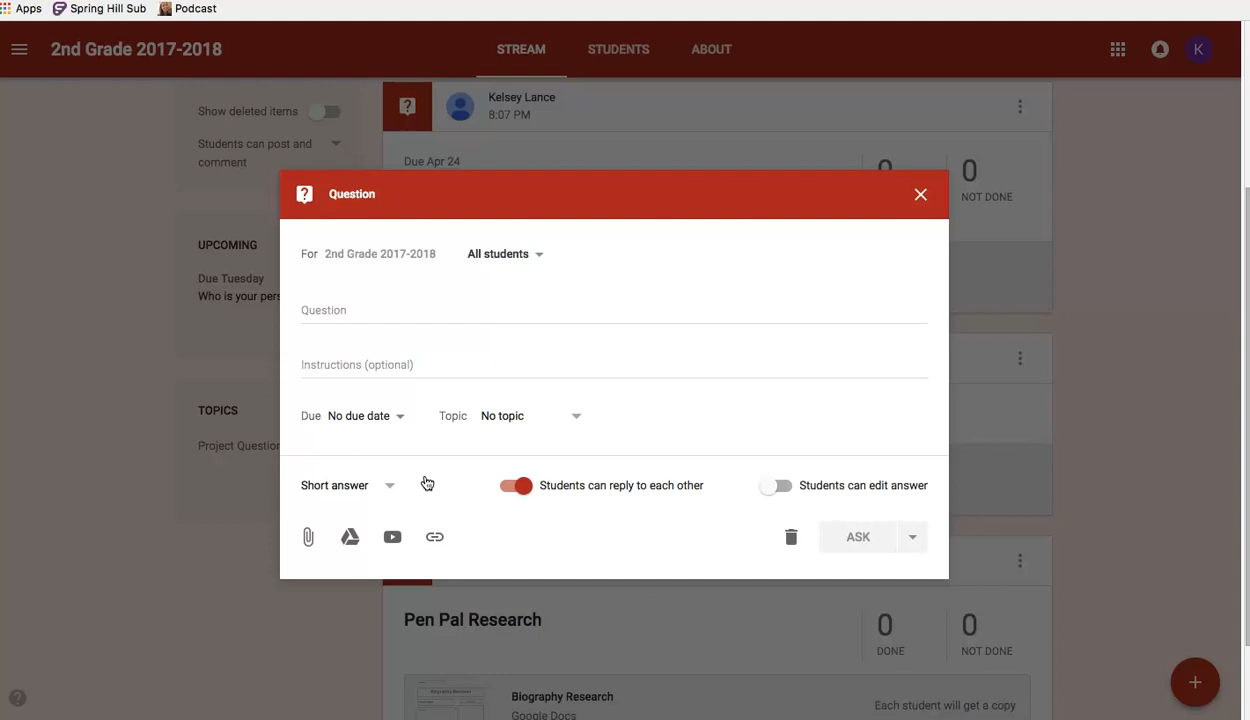 Apps Spring Hill Sub Podcast
2nd Grade 2017-2018 STREAM STUDENTS ABOUT K
Show deleted items
Students can post and
comment
Kelsey Lance
8:07 PM
Due Apr 24
0 0
NOT DONE
UPCOMING
Due Tuesday
Who is your pers
TOPICS
Project Question
Question
For 2nd Grade 2017-2018 All students
Question
Instructions (optional)
Due No due date Topic No topic
Short answer Students can reply to each other Students can edit answer
ASK
Pen Pal Research
0 0
DONE NOT DONE
Biography Research
Google Docs
Each student will get a copy